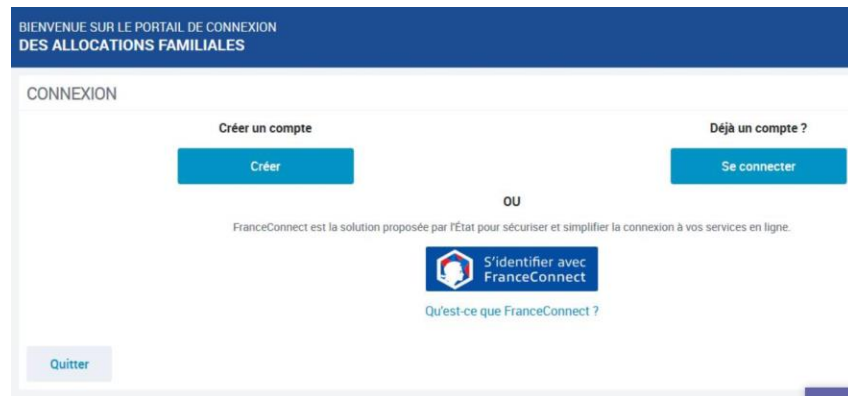 BIENVENUE SUR LE PORTAIL DE CONNEXION
DES ALLOCATIONS FAMILIALES
CONNEXION
Créer un compte
Déjà un compte ?
Créer
Se connecter
OU
FranceConnect est la solution proposée par l'État pour sécuriser et simplifier la connexion à vos services en ligne.
S'identifier avec
FranceConnect
Qu'est-ce que FranceConnect ?
Quitter